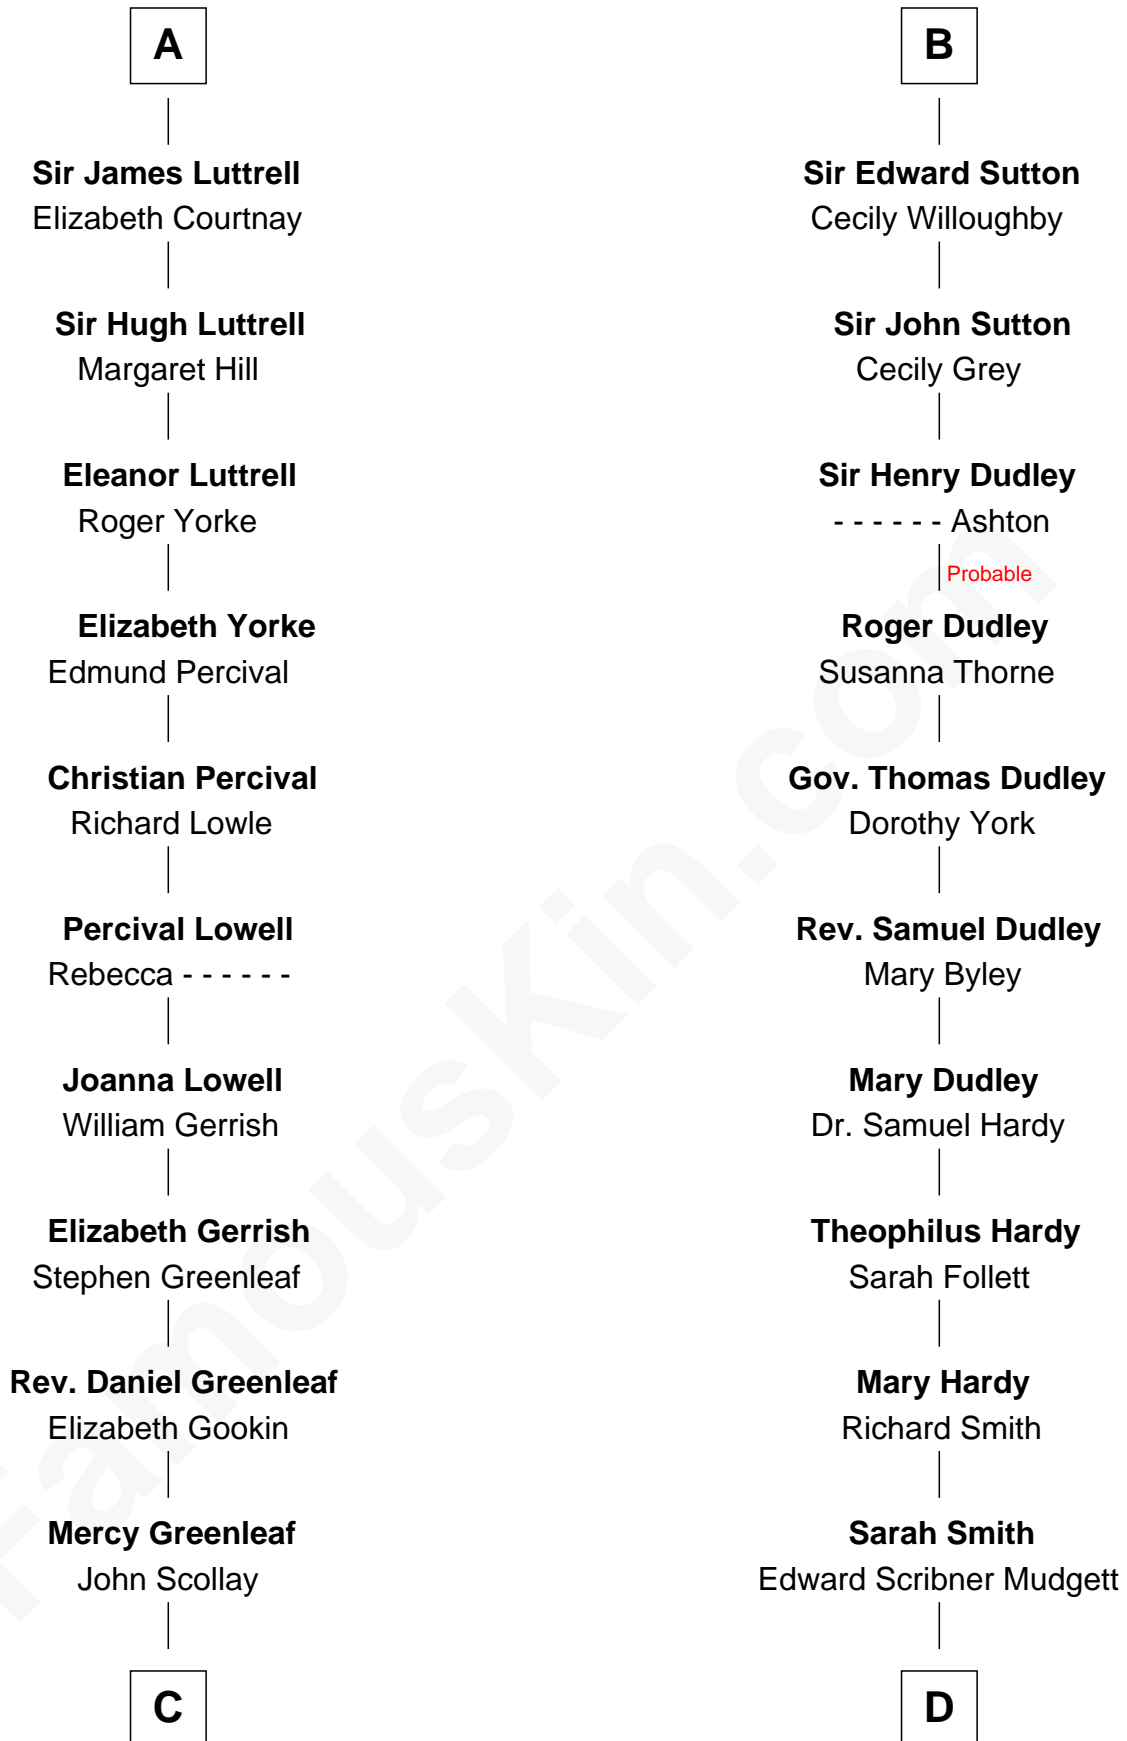 A
Sir James Luttrell
Elizabeth Courtnay
Sir Hugh Luttrell
Margaret Hill
Eleanor Luttrell
Roger Yorke
Elizabeth Yorke
Edmund Percival
Christian Percival
Richard Lowle
Percival Lowell
Rebecca - - - - - -
Joanna Lowell
William Gerrish
Elizabeth Gerrish
Stephen Greenleaf
Rev. Daniel Greenleaf
Elizabeth Gookin
Mercy Greenleaf
John Scollay
C
B
Sir Edward Sutton
Cecily Willoughby
Sir John Sutton
Cecily Grey
Sir Henry Dudley
- - - - - - Ashton
Probable
Roger Dudley
Susanna Thorne
Gov. Thomas Dudley
Dorothy York
Rev. Samuel Dudley
Mary Byley
Mary Dudley
Dr. Samuel Hardy
Theophilus Hardy
Sarah Follett
Mary Hardy
Richard Smith
Sarah Smith
Edward Scribner Mudgett
D
FamousKin.com